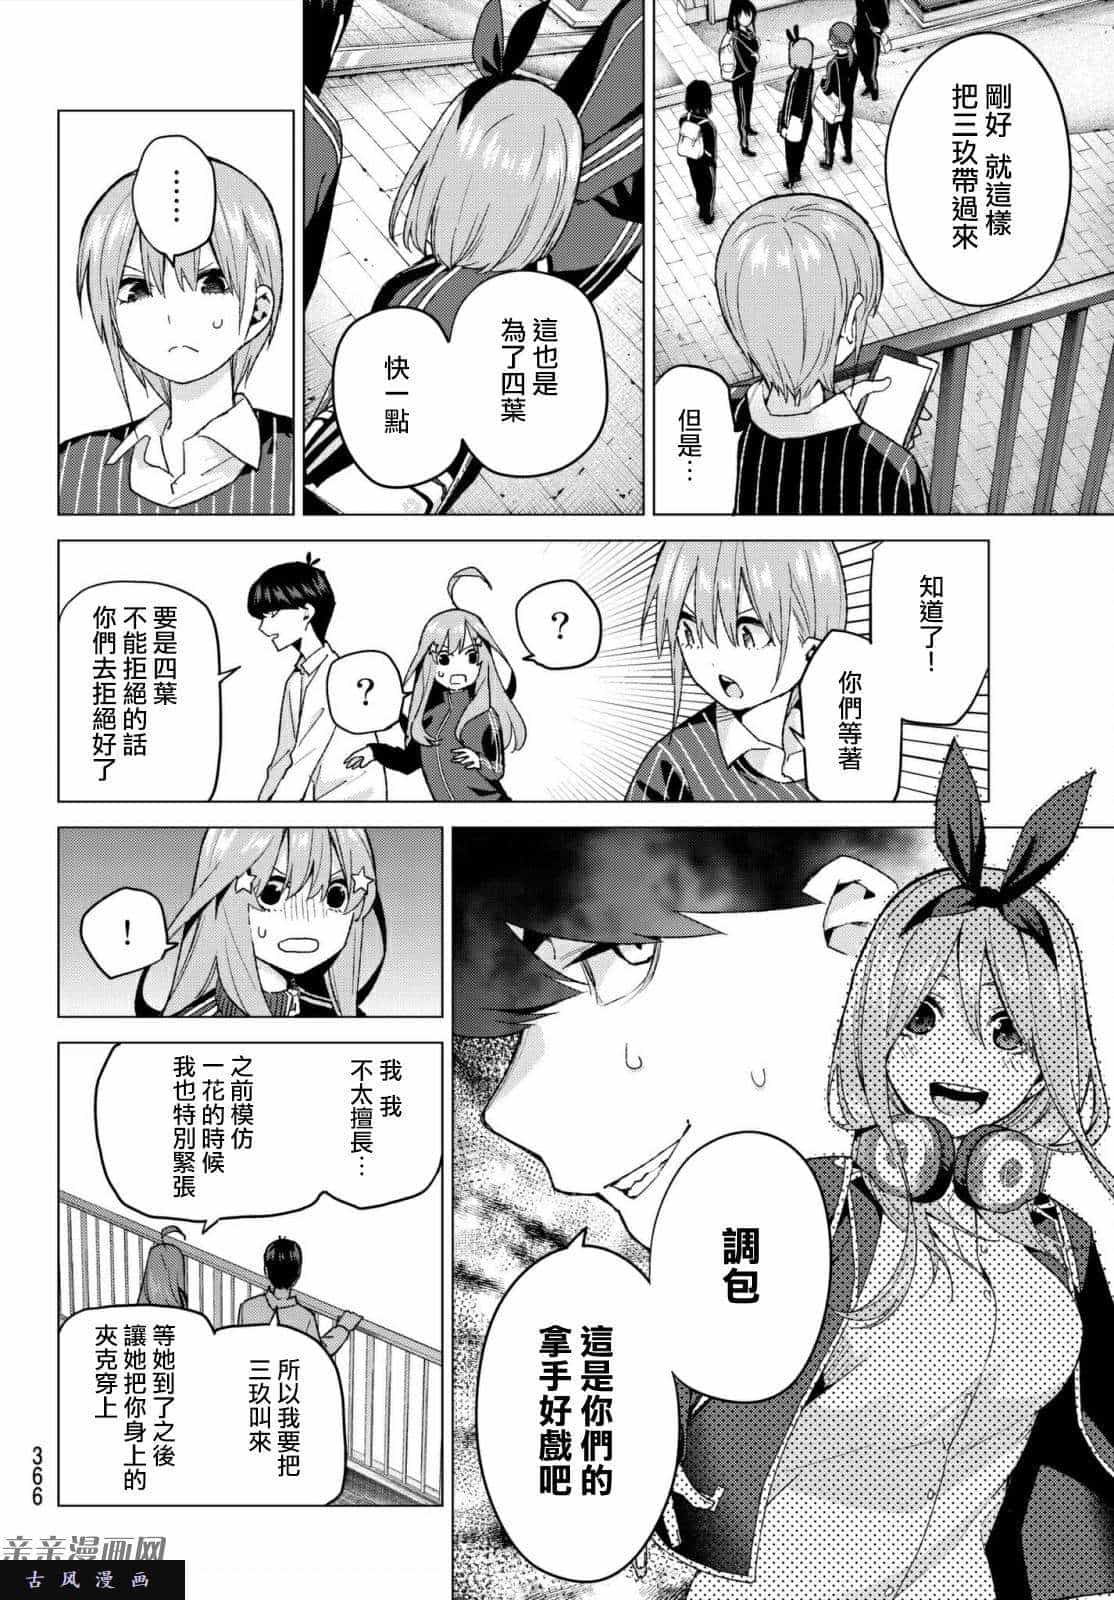 剛好 就這樣
把三玖帶過來
但是…
這也是
為了四葉
快一點
……
知道了!
你們等著
?
?
要是四葉
不能拒絕的話
你們去拒絕好了
調包
這是你們的
拿手好戲吧
!
我 我
不太擅長…
之前模仿
一花的時候
我也特別緊張
所以我要把
三玖叫來
等她到了之後
讓她把你身上的
夾克穿上
366
亲亲漫画网
古风漫画